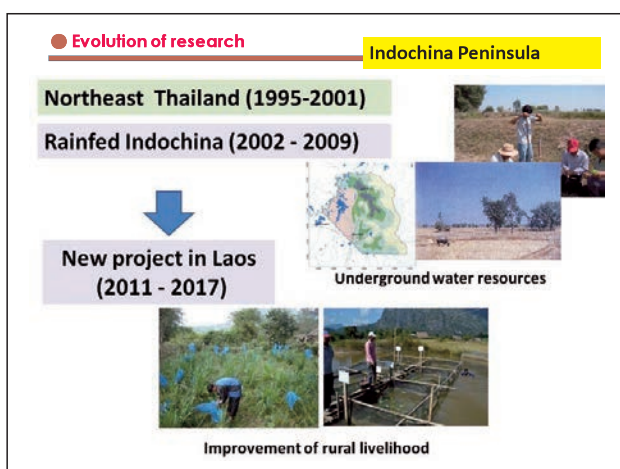 Evolution of research
Indochina Peninsula
Northeast Thailand (1995-2001)
Rainfed Indochina (2002 - 2009)
New project in Laos
(2011 - 2017)
Underground water resources
Improvement of rural livelihood